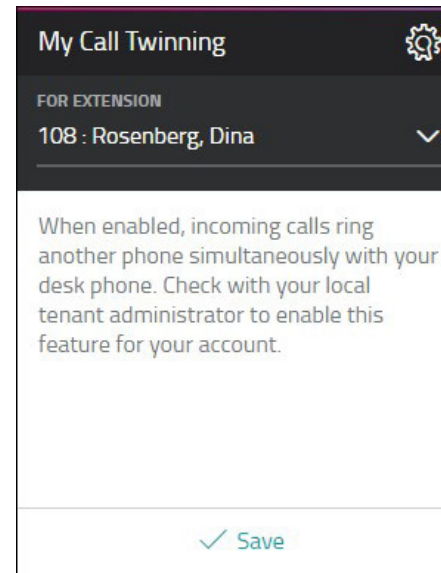 My Call Twinning
FOR EXTENSION
108 : Rosenberg, Dina
When enabled, incoming calls ring
another phone simultaneously with your
desk phone. Check with your local
tenant administrator to enable this
feature for your account.
Save